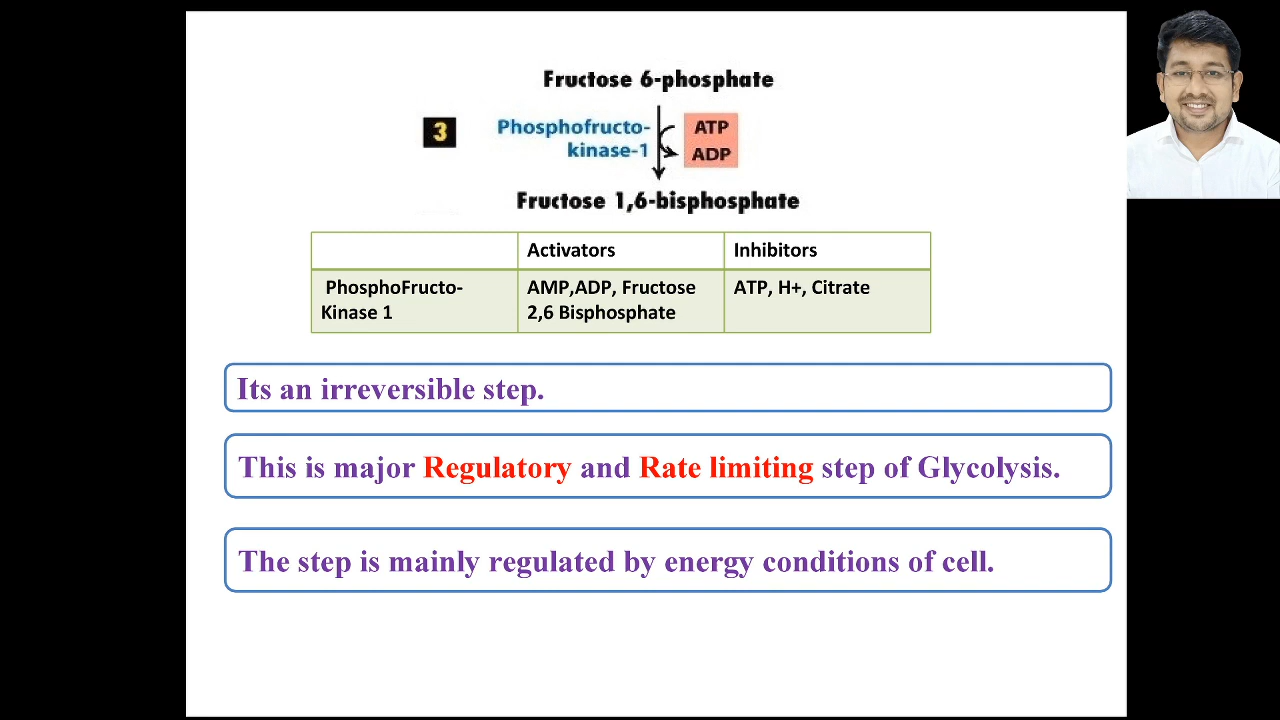 Fructose 6-phosphate
3
Phosphofructo-
kinase-1
ATP
ADP
Fructose 1,6-bisphosphate
Activators
Inhibitors
PhosphoFructo-
Kinase 1
AMP,ADP, Fructose
2,6 Bisphosphate
ATP, H+, Citrate
Its an irreversible step.
This is major Regulatory and Rate limiting step of Glycolysis.
The step is mainly regulated by energy conditions of cell.